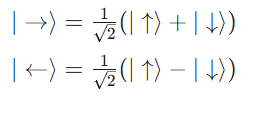 | →⟩ = 1/√2 (| ↑⟩ + | ↓⟩)
| ←⟩ = 1/√2 (| ↑⟩ − | ↓⟩)